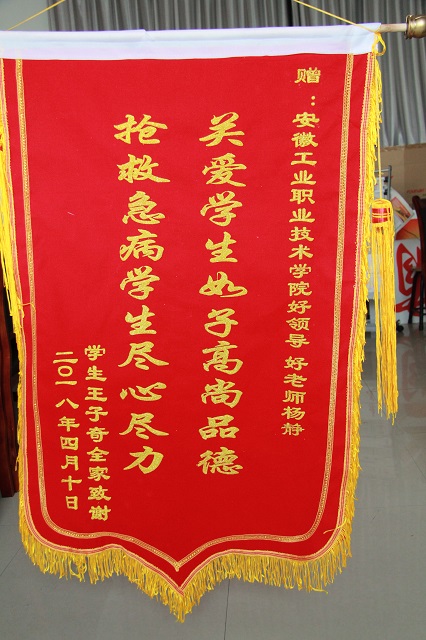 赠：安徽工业职业技术学院好领导 好老师杨静
关爱学生如子高尚品德
抢救急病学生尽心尽力
学生王子奇全家致谢
二〇一八年四月十日